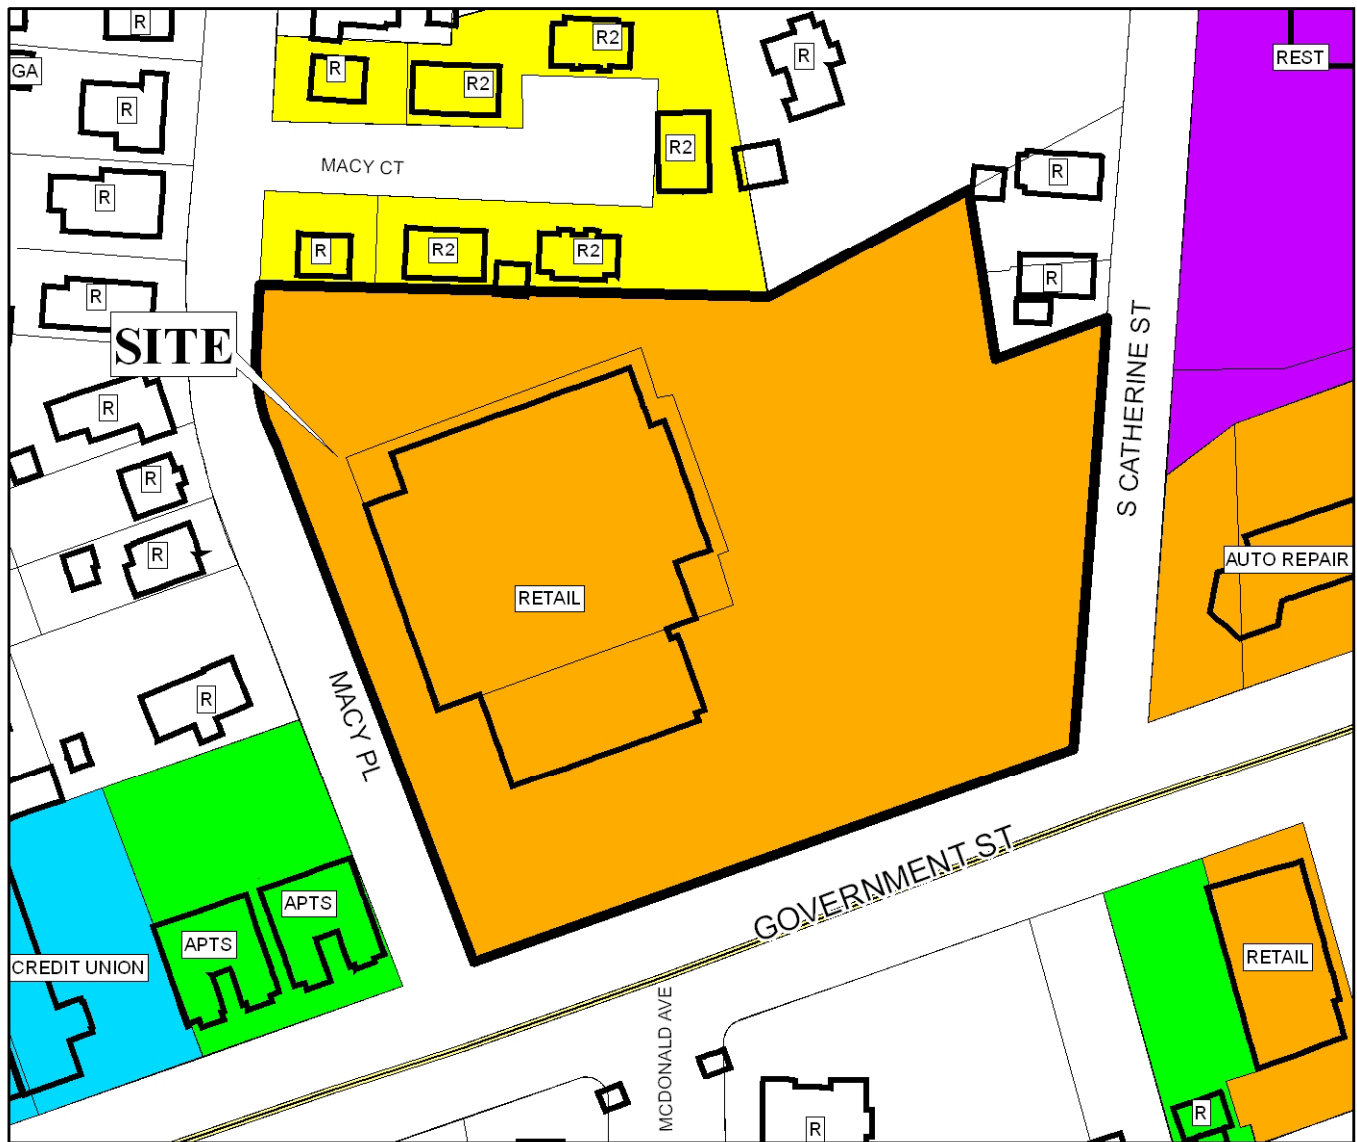 R
R2
REST
R
R
GA
R2
R
R2
MACY CT
R
R
R
R2
R2
R
R
SITE
S CATHERINE ST
R
R
R
AUTO REPAIR
RETAIL
R
MACY PL
GOVERNMENT ST
APTS
APTS
CREDIT UNION
RETAIL
MCDONALD AVE
R
R